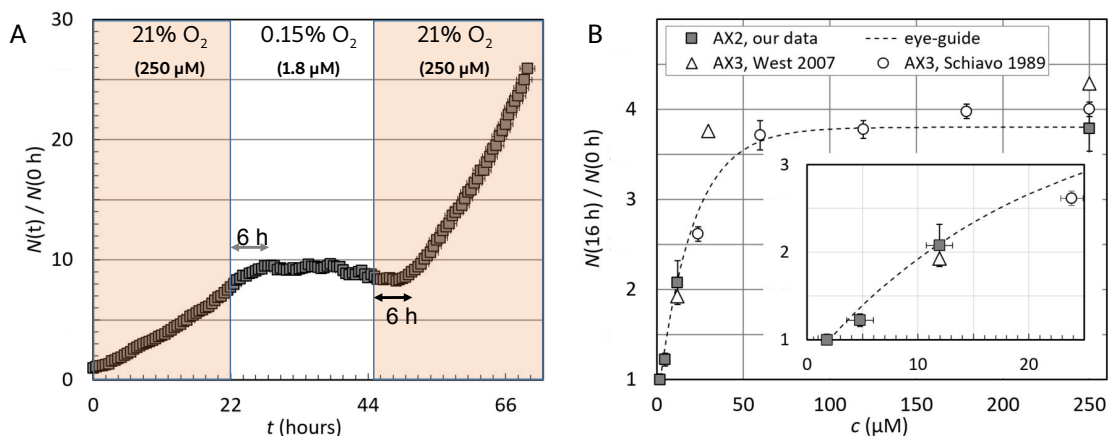 A
30
20
10
0
N(t) / N(0 h)
21% O2
(250 µM)
0.15% O2
(1.8 µM)
21% O2
(250 µM)
6 h
6 h
0
22
44
66
t (hours)
B
AX2, our data
eye-guide
AX3, West 2007
AX3, Schiavo 1989
4
3
2
1
N(16 h) / N(0 h)
3
2
1
0
10
20
0
50
100
150
200
250
c (µM)